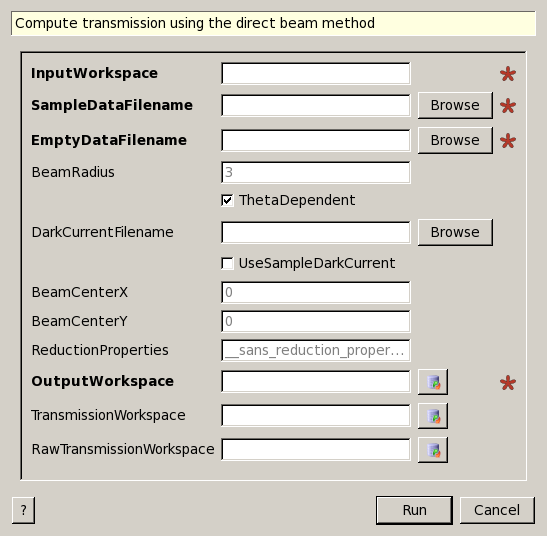 Compute transmission using the direct beam method
InputWorkspace
SampleDataFilename Browse
EmptyDataFilename Browse
BeamRadius 3
ThetaDependent
DarkCurrentFilename Browse
UseSampleDarkCurrent
BeamCenterX 0
BeamCenterY 0
ReductionProperties __sans_reduction_proper...
OutputWorkspace
TransmissionWorkspace
RawTransmissionWorkspace
? Run Cancel